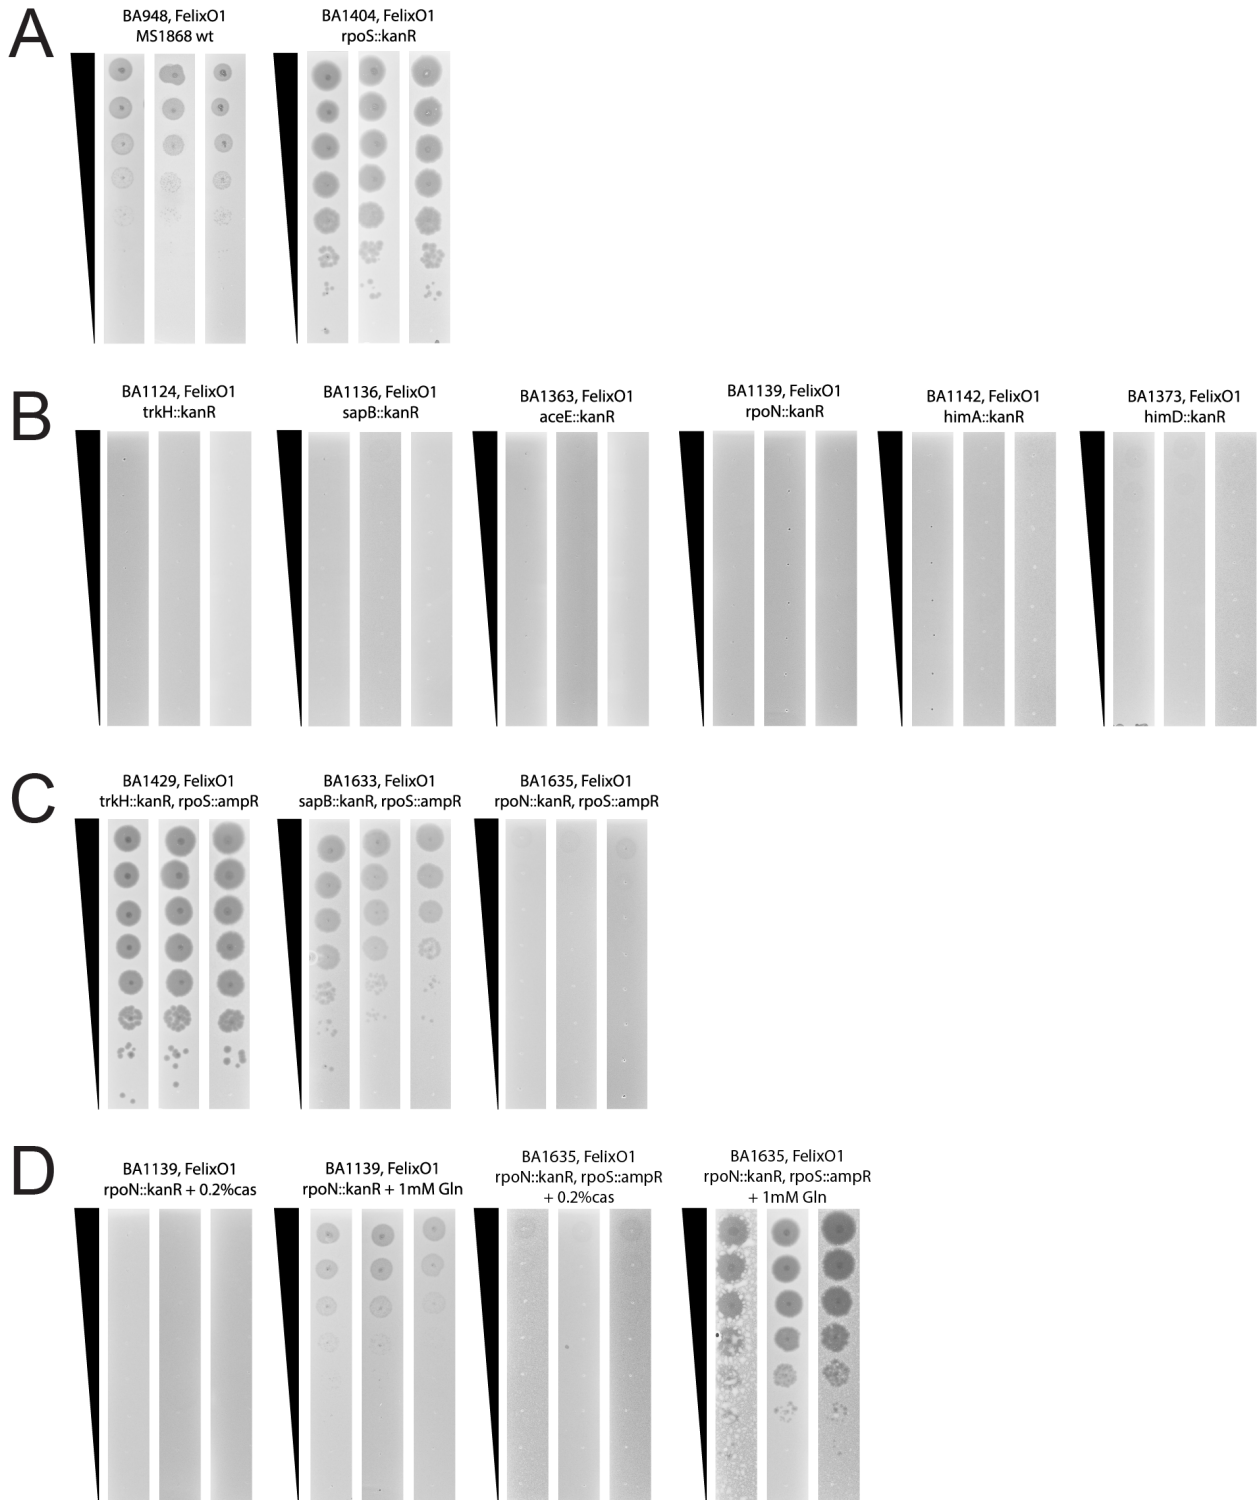 A
BA948, FelixO1
MS1868 wt
BA1404, FelixO1
rpoS::kanR
B
BA1124, FelixO1
trkH::kanR
BA1136, FelixO1
sapB::kanR
BA1363, FelixO1
aceE::kanR
BA1139, FelixO1
rpoN::kanR
BA1142, FelixO1
himA::kanR
BA1373, FelixO1
himD::kanR
C
BA1429, FelixO1
trkH::kanR, rpoS::ampR
BA1633, FelixO1
sapB::kanR, rpoS::ampR
BA1635, FelixO1
rpoN::kanR, rpoS::ampR
D
BA1139, FelixO1
rpoN::kanR + 0.2%cas
BA1139, FelixO1
rpoN::kanR + 1mM Gln
BA1635, FelixO1
rpoN::kanR, rpoS::ampR
+ 0.2%cas
BA1635, FelixO1
rpoN::kanR, rpoS::ampR
+ 1mM Gln